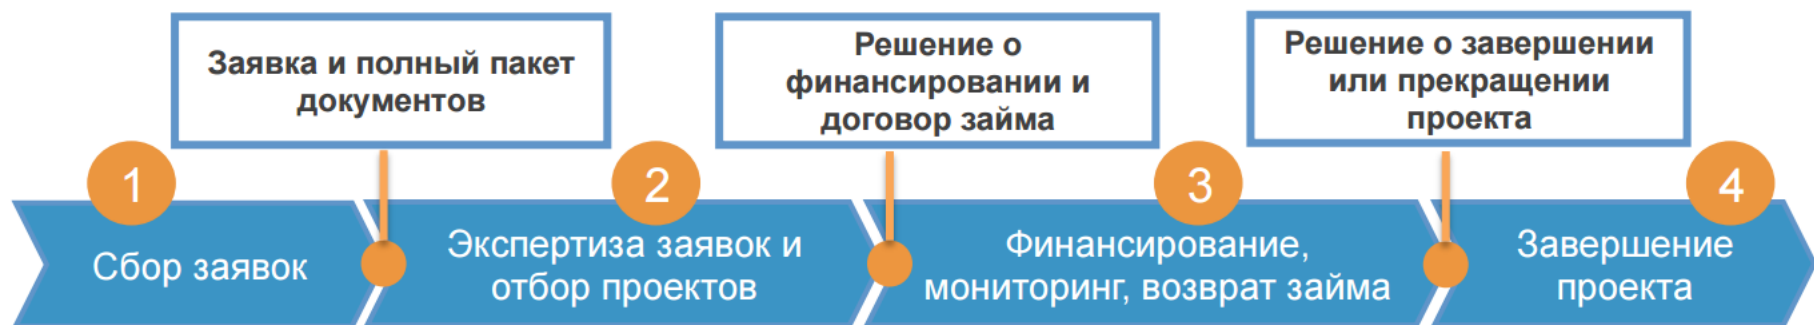 Заявка и полный пакет
документов
Решение о
финансировании и
договор займа
Решение о завершении
или прекращении
проекта
1
Сбор заявок
2
Экспертиза заявок и
отбор проектов
3
Финансирование,
мониторинг, возврат займа
4
Завершение
проекта